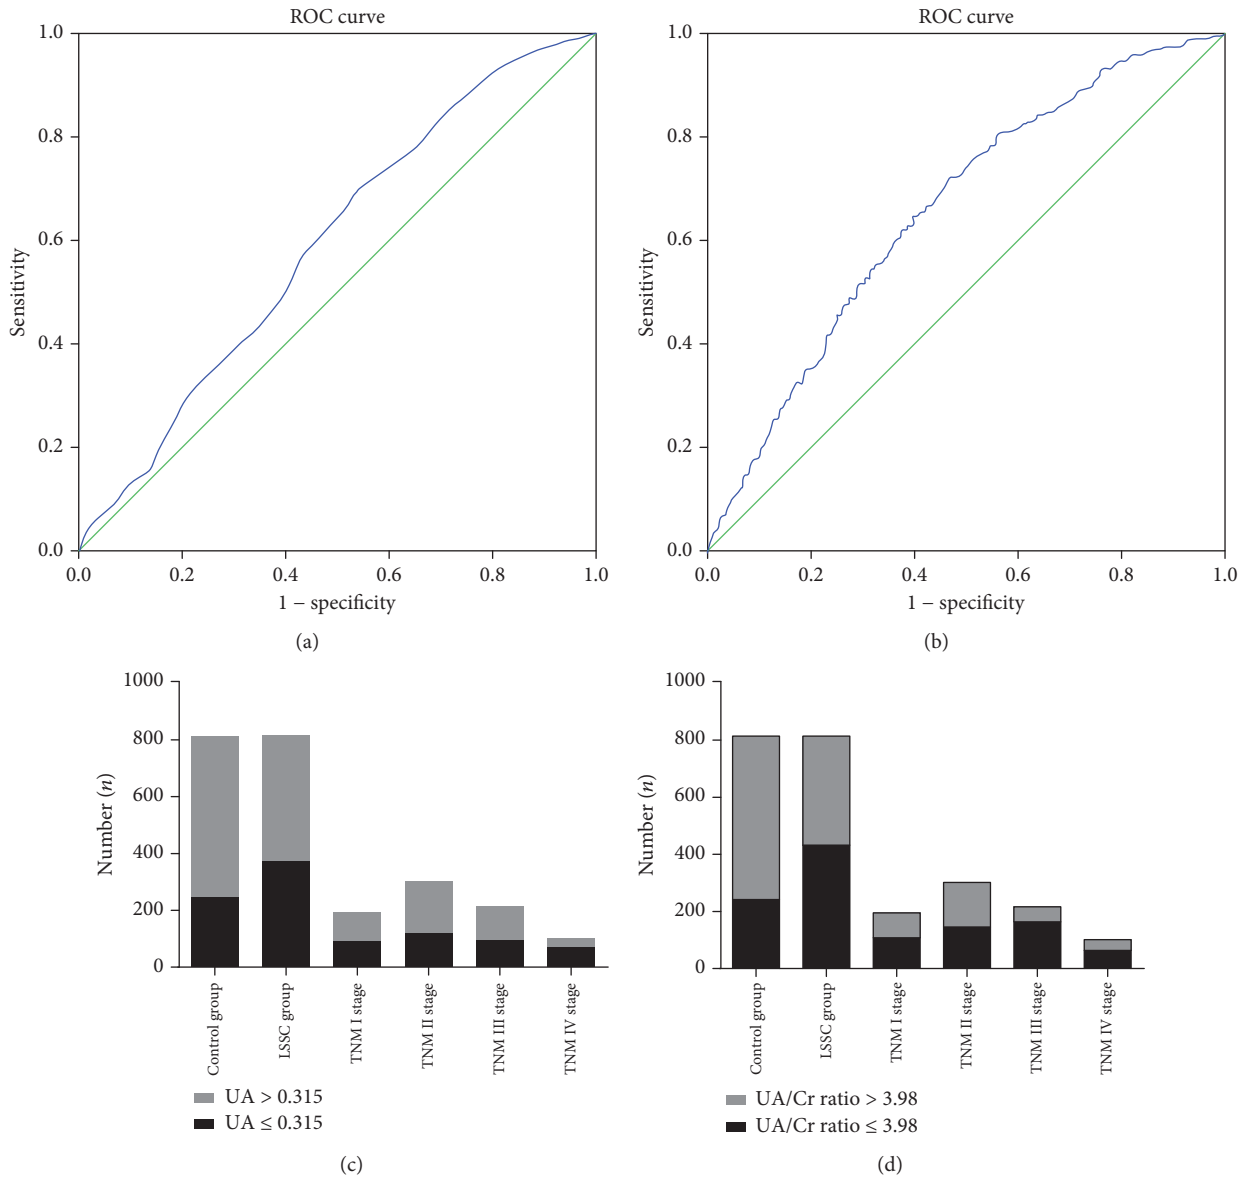 ROC curve
1.0
0.8
0.6
0.4
0.2
0.0
Sensitivity
0.0 0.2 0.4 0.6 0.8 1.0
1 − specificity
(a)
ROC curve
1.0
0.8
0.6
0.4
0.2
0.0
Sensitivity
0.0 0.2 0.4 0.6 0.8 1.0
1 − specificity
(b)
1000
800
600
400
200
0
Number (n)
Control group
LSSC group
TNM I stage
TNM II stage
TNM III stage
TNM IV stage
UA > 0.315
UA ≤ 0.315
(c)
1000
800
600
400
200
0
Number (n)
Control group
LSSC group
TNM I stage
TNM II stage
TNM III stage
TNM IV stage
UA/Cr ratio > 3.98
UA/Cr ratio ≤ 3.98
(d)